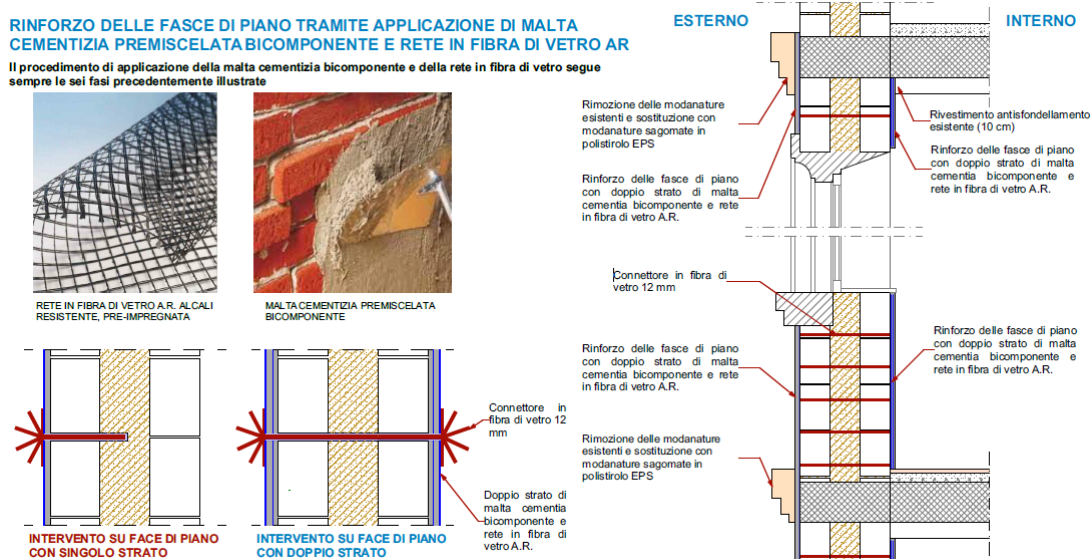 RINFORZO DELLE FASCE DI PIANO TRAMITE APPLICAZIONE DI MALTA
CEMENTIZIA PREMISCELATA BICOMPONENTE E RETE IN FIBRA DI VETRO AR
Il procedimento di applicazione della malta cementizia bicomponente e della rete in fibra di vetro segue
sempre le sei fasi precedentemente illustrate
RETE IN FIBRA DI VETRO A.R. ALCALI
RESISTENTE, PRE-IMPREGNATA
MALTA CEMENTIZIA PREMISCELATA
BICOMPONENTE
INTERVENTO SU FACE DI PIANO
CON SINGOLO STRATO
INTERVENTO SU FACE DI PIANO
CON DOPPIO STRATO
Connettore in
fibra di vetro 12
mm
Doppio strato di
malta cementia
bicomponente e
rete in fibra di
vetro A.R.
ESTERNO
INTERNO
Rimozione delle modanature
esistenti e sostituzione con
modanature sagomate in
polistirolo EPS
Rinforzo delle fasce di piano
con doppio strato di malta
cementia bicomponente e rete
in fibra di vetro A.R.
Rivestimento antisfondellamento
esistente (10 cm)
Rinforzo delle fasce di piano
con doppio strato di malta
cementia bicomponente e
rete in fibra di vetro A.R.
Connettore in fibra di
vetro 12 mm
Rinforzo delle fasce di piano
con doppio strato di malta
cementia bicomponente e rete
in fibra di vetro A.R.
Rinforzo delle fasce di piano
con doppio strato di malta
cementia bicomponente e
rete in fibra di vetro A.R.
Rimozione delle modanature
esistenti e sostituzione con
modanature sagomate in
polistirolo EPS